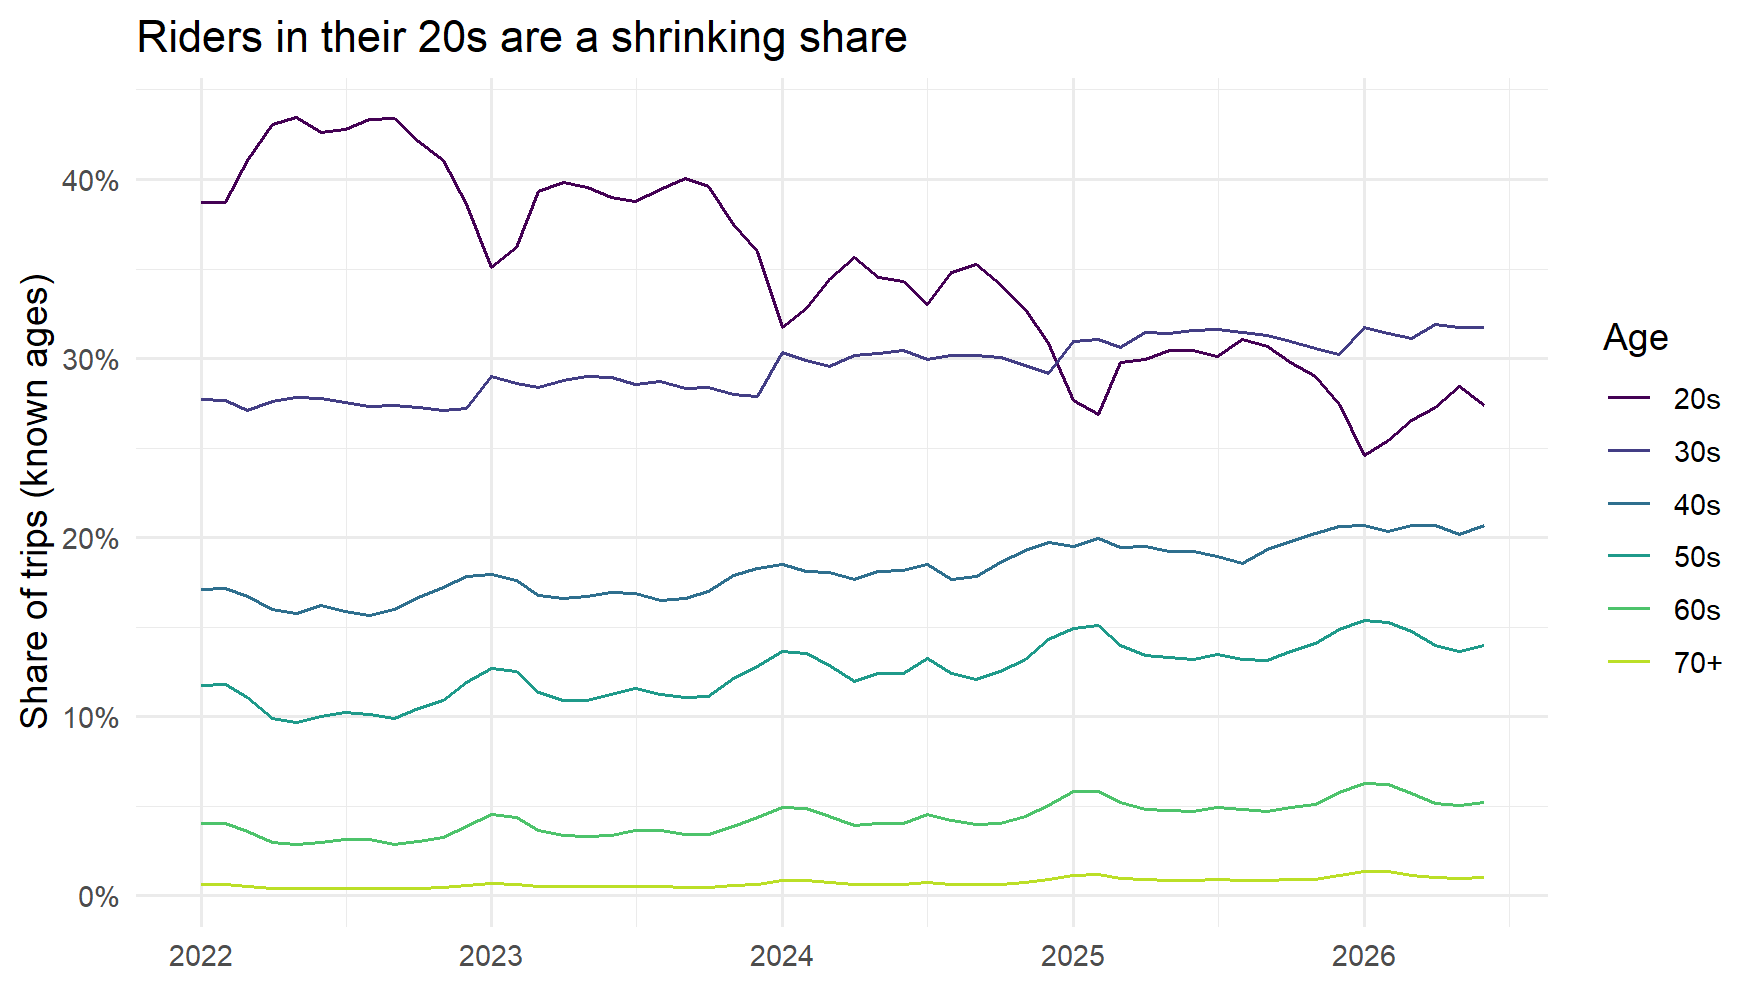 Riders in their 20s are a shrinking share
Share of trips (known ages)
40%
30%
20%
10%
0%
2022
2023
2024
2025
2026
Age
20s
30s
40s
50s
60s
70+